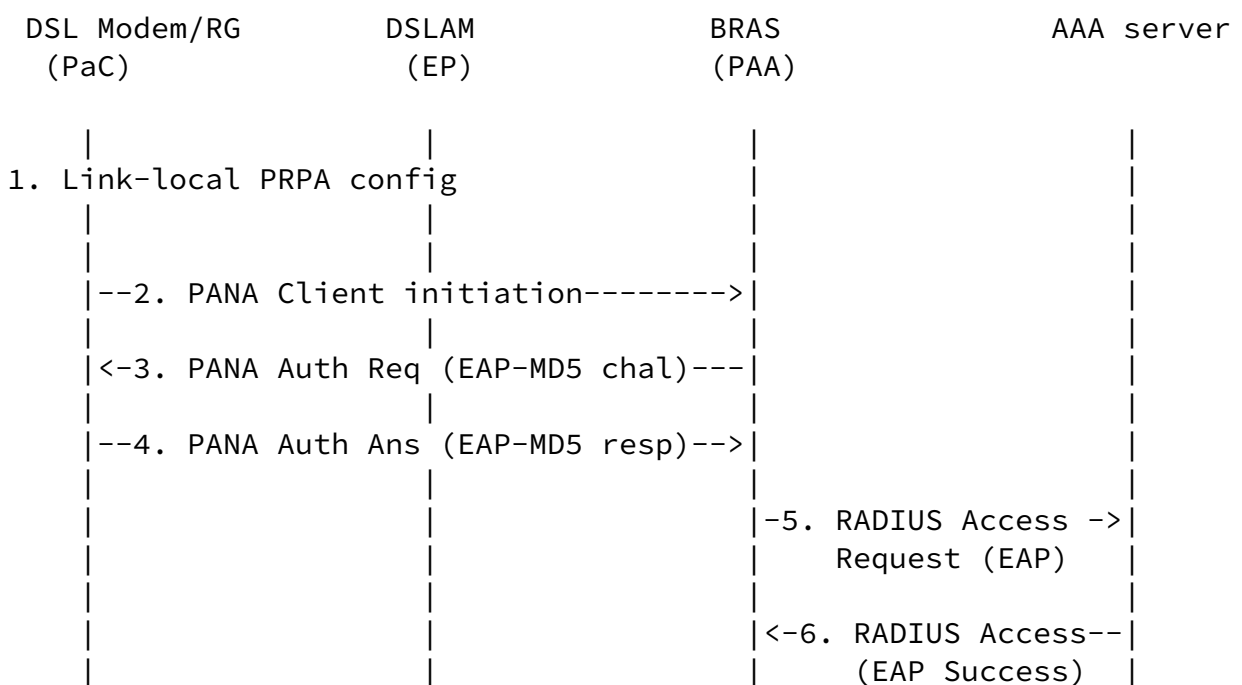 DSL Modem/RG DSLAM BRAS AAA server
(PaC) (EP) (PAA)
1. Link-local PRPA config
|--2. PANA Client initiation-------->|
|<-3. PANA Auth Req (EAP-MD5 chal)---|
|--4. PANA Auth Ans (EAP-MD5 resp)-->|
|-5. RADIUS Access ->|
Request (EAP)
|<-6. RADIUS Access--|
(EAP Success)